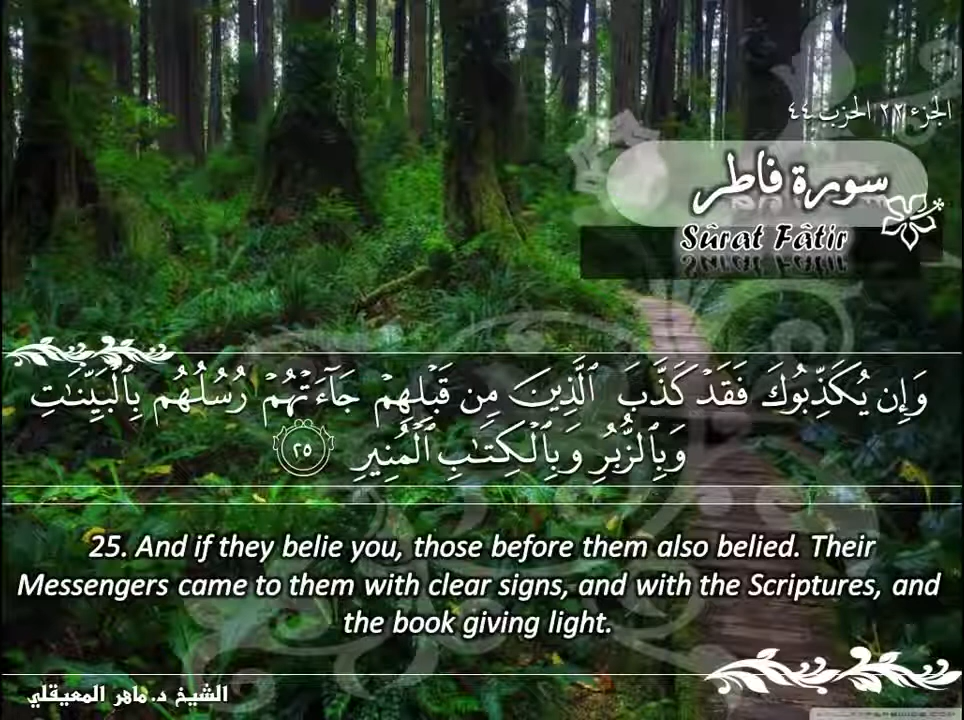 الجزء ٢٢ الحزب ٤٤
سورة فاطر
Sûrat Fâtir
وَإِن يُكَذِّبُوكَ فَقَدْ كَذَّبَ ٱلَّذِينَ مِن قَبْلِهِمْ جَآءَتْهُمْ رُسُلُهُم بِٱلْبَيِّنَـٰتِ
وَبِٱلزُّبُرِ وَبِٱلْكِتَـٰبِ ٱلْمُنِيرِ ٢٥
25. And if they belie you, those before them also belied. Their
Messengers came to them with clear signs, and with the Scriptures, and
the book giving light.
الشيخ د. ماهر المعيقلي